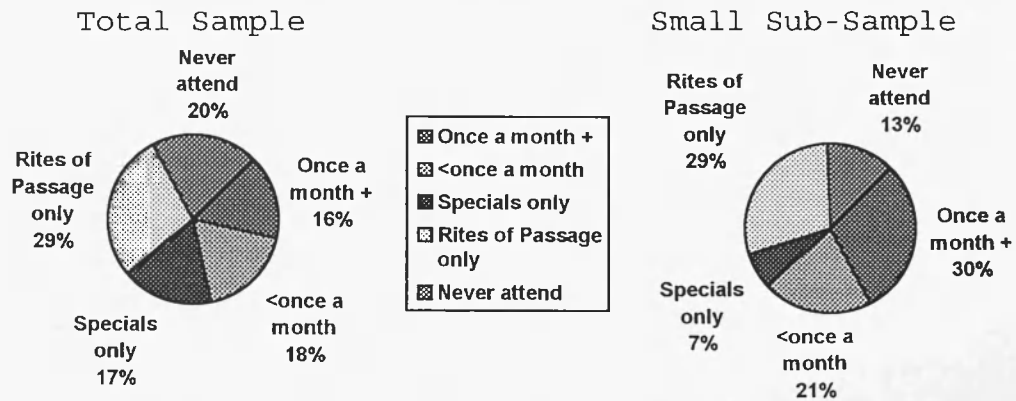 Total Sample
Never
attend
20%
Once a
month +
16%
<once a
month
18%
Specials
only
17%
Rites of
Passage
only
29%
Once a month +
<once a month
Specials only
Rites of Passage
only
Never attend
Small Sub-Sample
Rites of
Passage
only
29%
Never
attend
13%
Once a
month +
30%
<once a
month
21%
Specials
only
7%